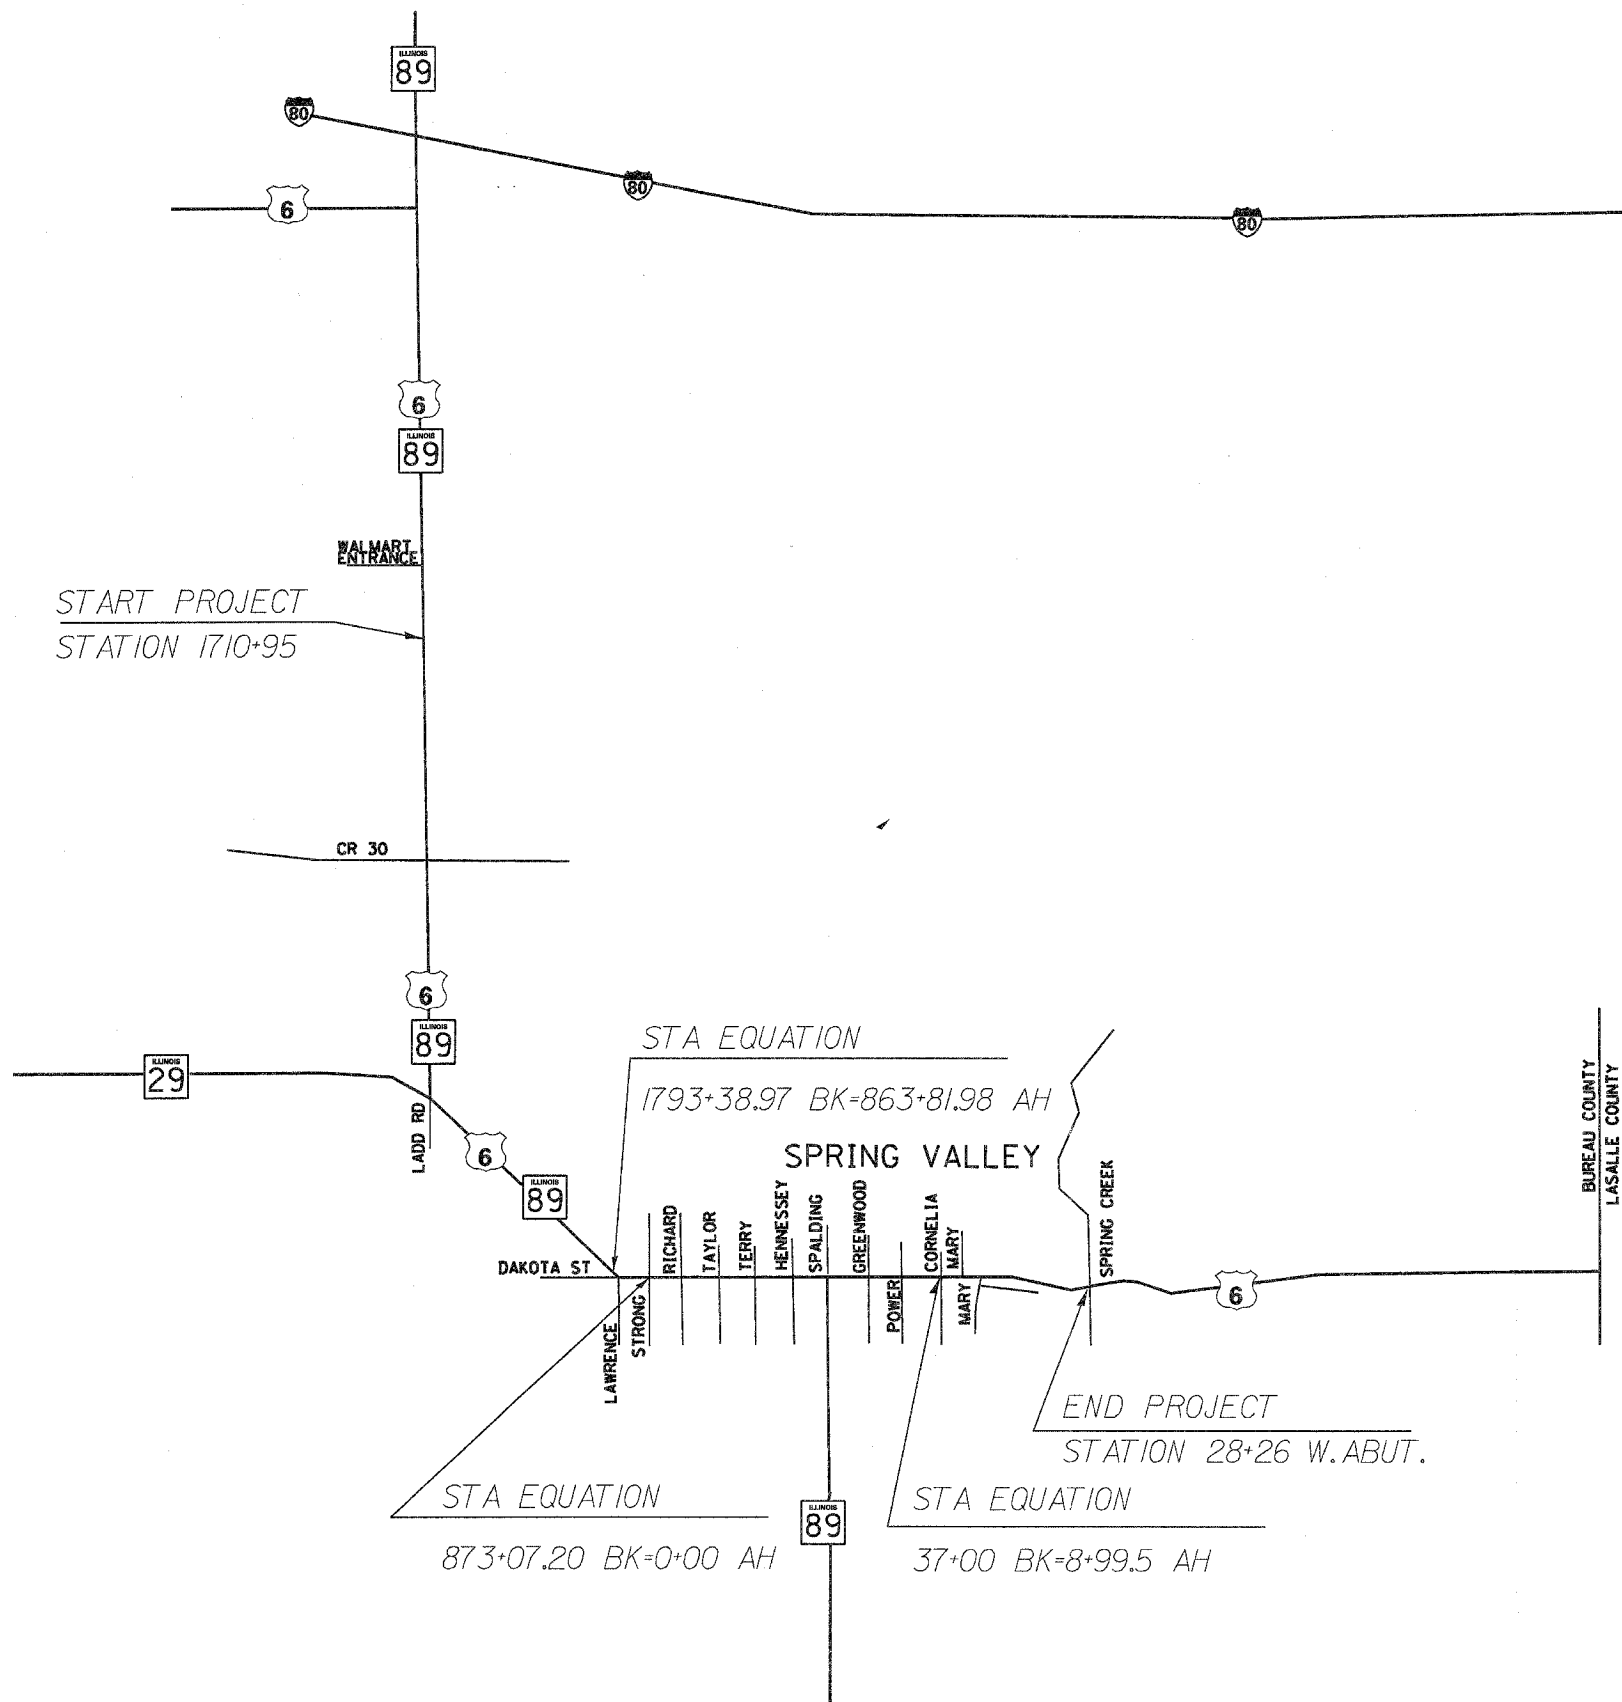 ILLINOIS
89
80
80
6
80
6
ILLINOIS
89
WALMART
ENTRANCE
START PROJECT
STATION 1710+95
CR 30
6
ILLINOIS
89
ILLINOIS
29
LADD RD
STA EQUATION
1793+38.97 BK=863+81.98 AH
SPRING VALLEY
6
ILLINOIS
89
DAKOTA ST
LAWRENCE
STRONG
RICHARD
TAYLOR
TERRY
HENNESSEY
SPALDING
GREENWOOD
POWER
CORNELIA
MARY
MARY
SPRING CREEK
6
BUREAU COUNTY
LASALLE COUNTY
END PROJECT
STATION 28+26 W. ABUT.
STA EQUATION
873+07.20 BK=0+00 AH
ILLINOIS
89
STA EQUATION
37+00 BK=8+99.5 AH